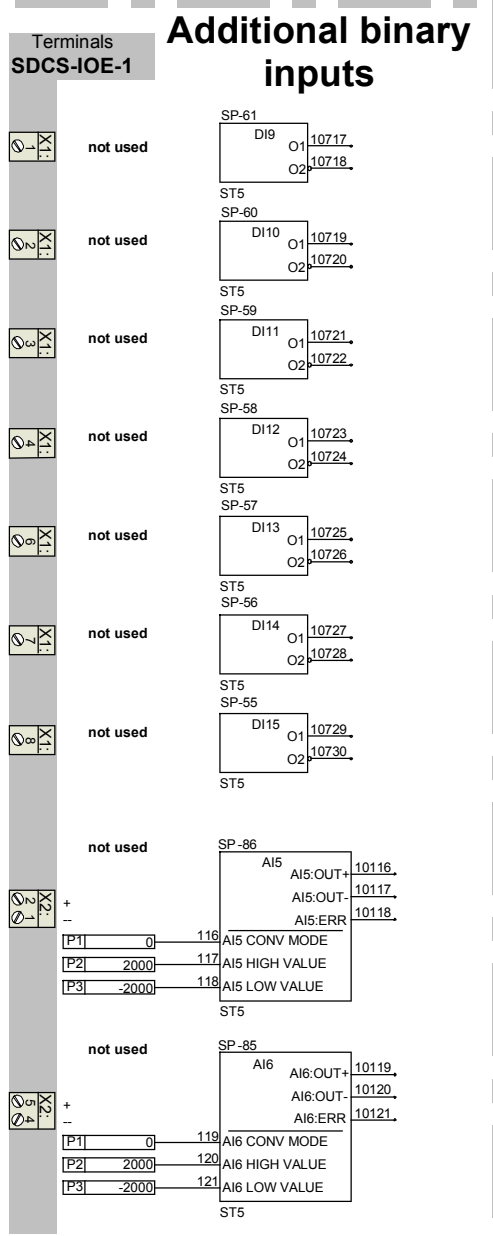 Additional binary
inputs
Terminals
SDCS-IOE-1
SP-61
X1:
1
not used
DI9
O1 10717
O2 10718
ST5
SP-60
X1:
2
not used
DI10
O1 10719
O2 10720
ST5
SP-59
X1:
3
not used
DI11
O1 10721
O2 10722
ST5
SP-58
X1:
4
not used
DI12
O1 10723
O2 10724
ST5
SP-57
X1:
6
not used
DI13
O1 10725
O2 10726
ST5
SP-56
X1:
7
not used
DI14
O1 10727
O2 10728
ST5
SP-55
X1:
8
not used
DI15
O1 10729
O2 10730
ST5
not used
SP-86
AI5
AI5:OUT+ 10116
AI5:OUT- 10117
AI5:ERR 10118
X2:
2 1
+
--
P1 0 116 AI5 CONV MODE
P2 2000 117 AI5 HIGH VALUE
P3 -2000 118 AI5 LOW VALUE
ST5
not used
SP-85
AI6
AI6:OUT+ 10119
AI6:OUT- 10120
AI6:ERR 10121
X2:
5 4
+
--
P1 0 119 AI6 CONV MODE
P2 2000 120 AI6 HIGH VALUE
P3 -2000 121 AI6 LOW VALUE
ST5